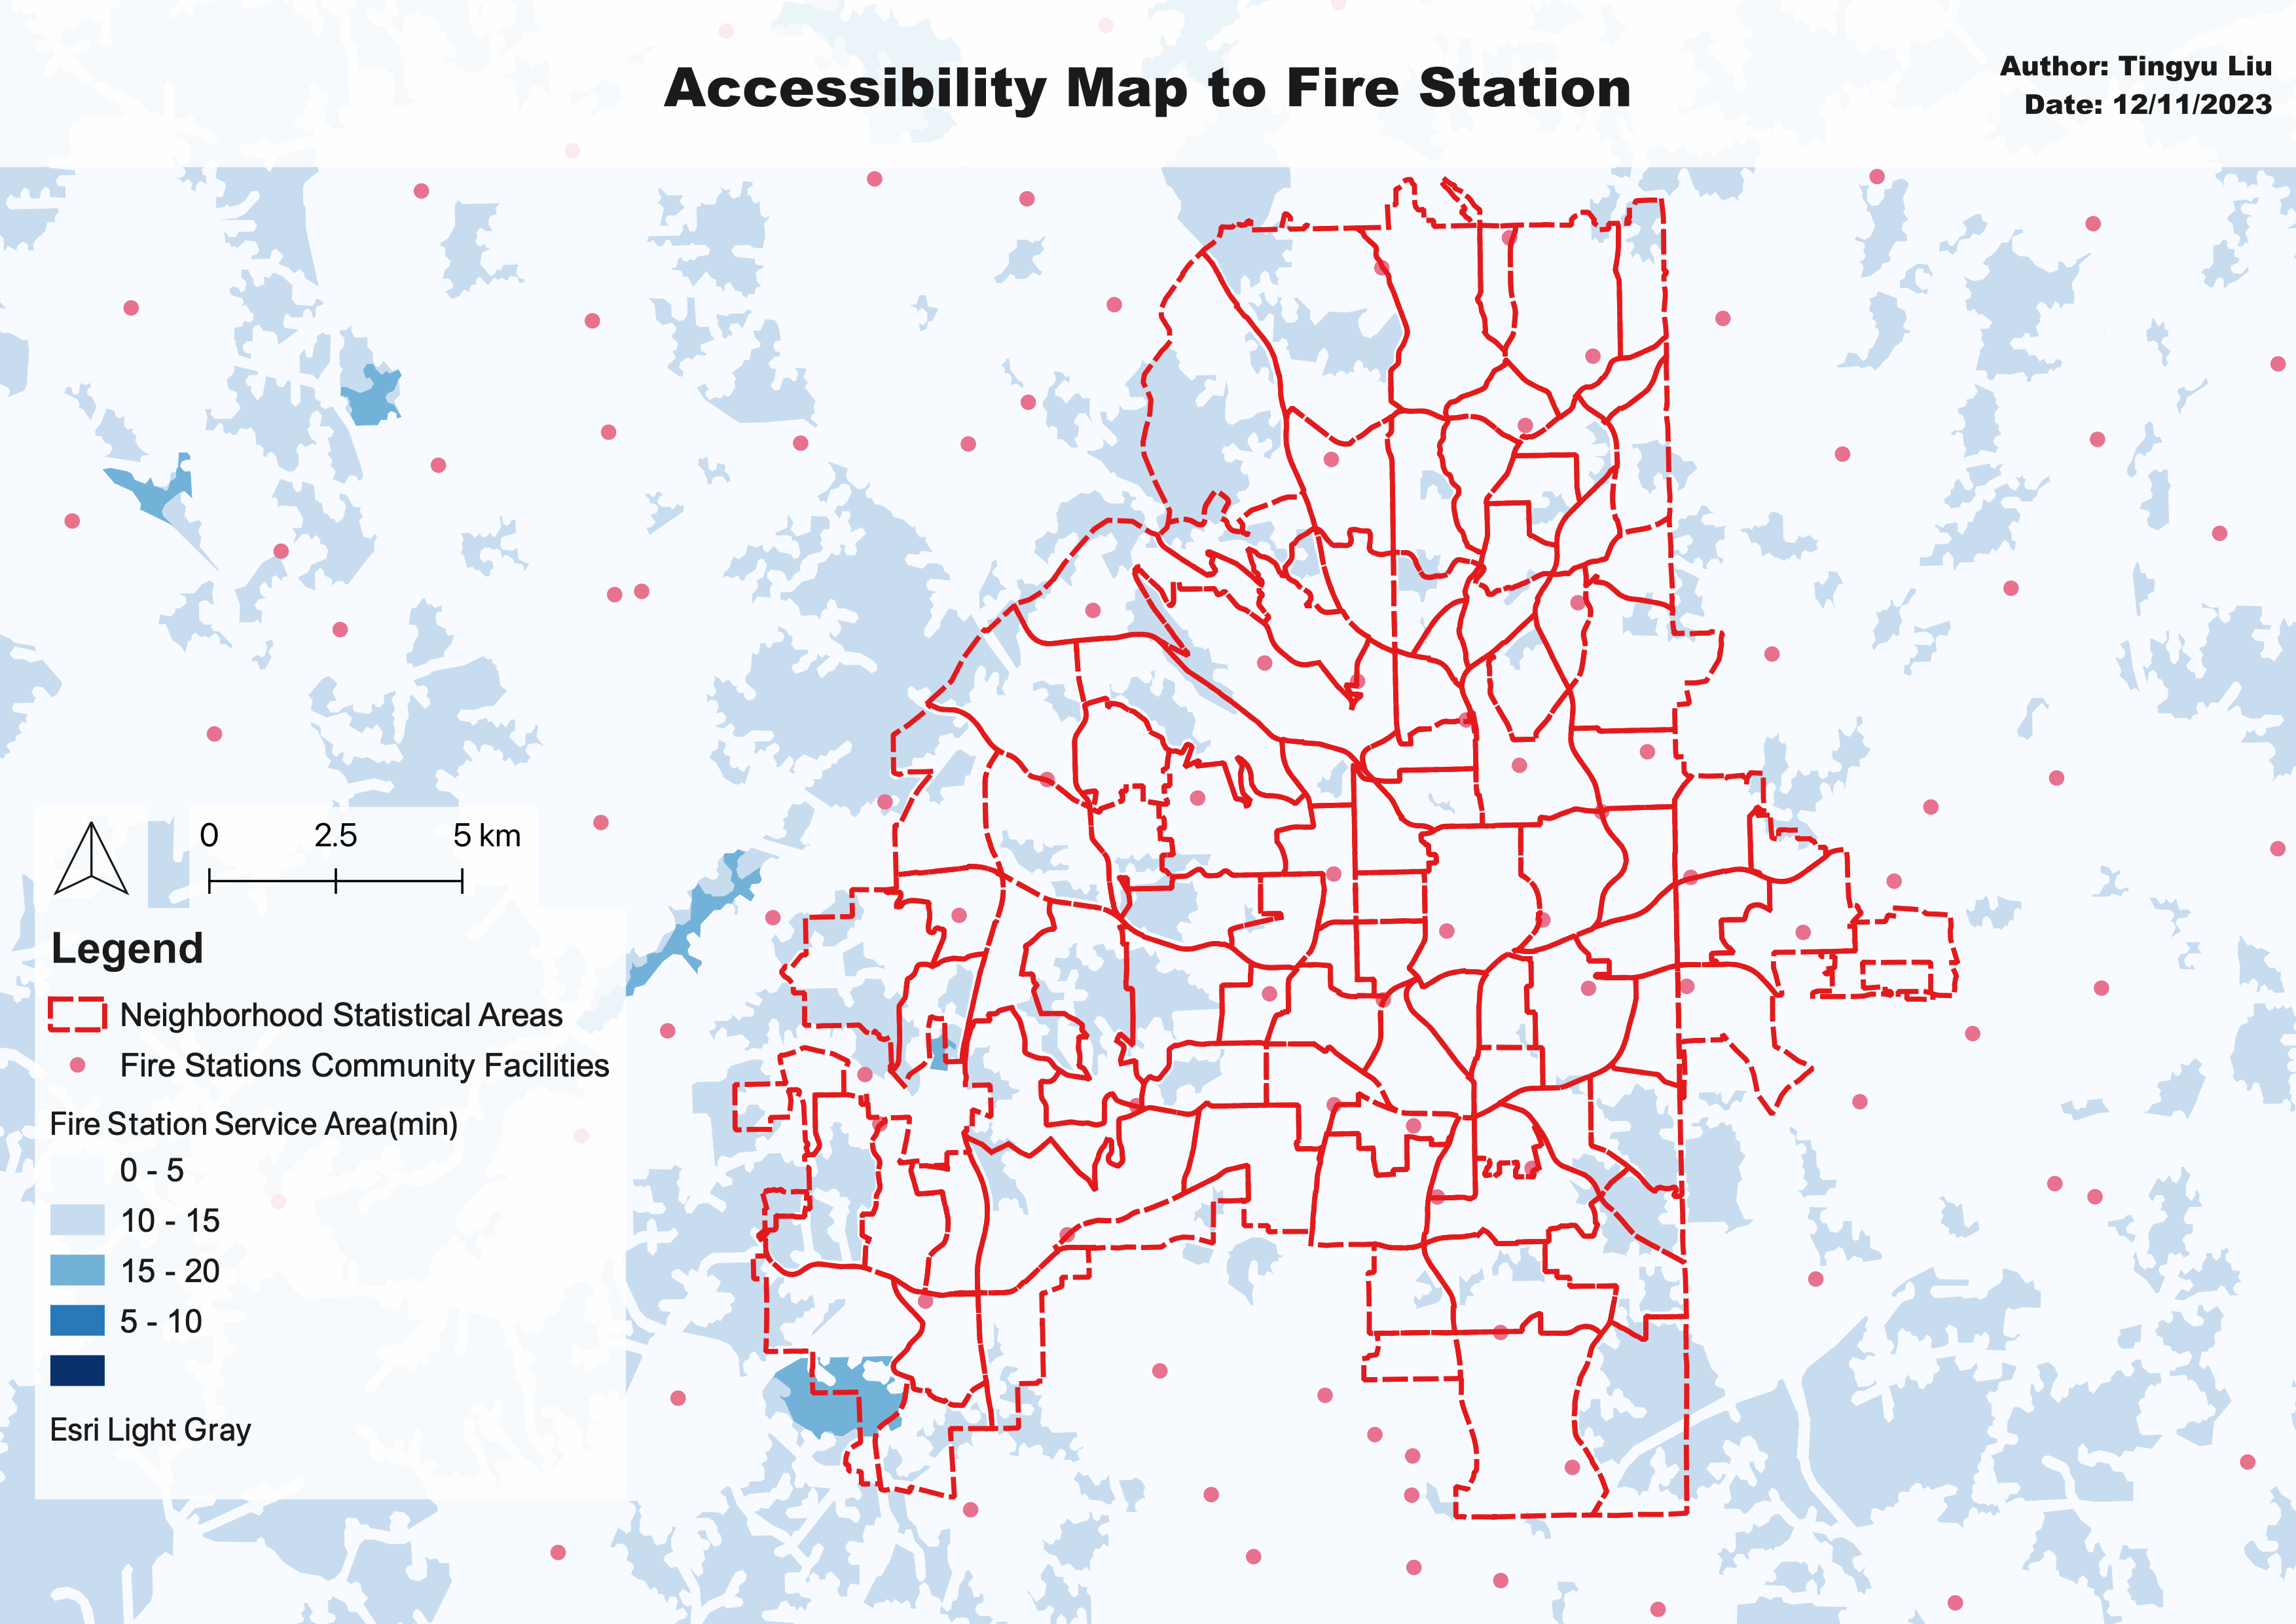 Accessibility Map to Fire Station
Author: Tingyu Liu
Date: 12/11/2023
0 2.5 5 km
Legend
Neighborhood Statistical Areas
Fire Stations Community Facilities
Fire Station Service Area(min)
0 - 5
10 - 15
15 - 20
5 - 10
Esri Light Gray